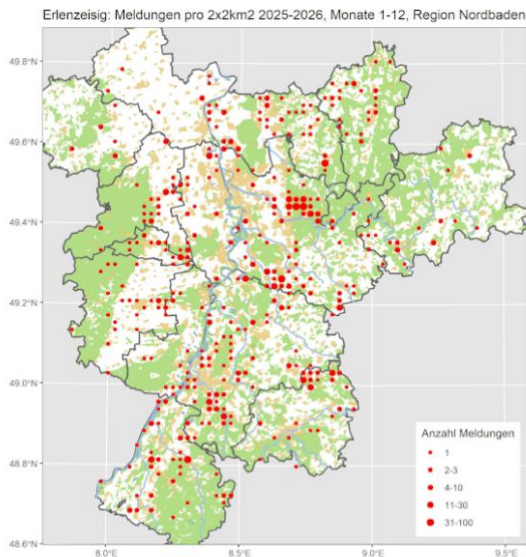 Erlenzeisig: Meldungen pro 2x2km2 2025-2026, Monate 1-12, Region Nordbaden
49.8°N
49.6°N
49.4°N
49.2°N
49.0°N
48.8°N
48.6°N
8.0°E
8.5°E
9.0°E
9.5°E
Anzahl Meldungen
1
2-3
4-10
11-30
31-100